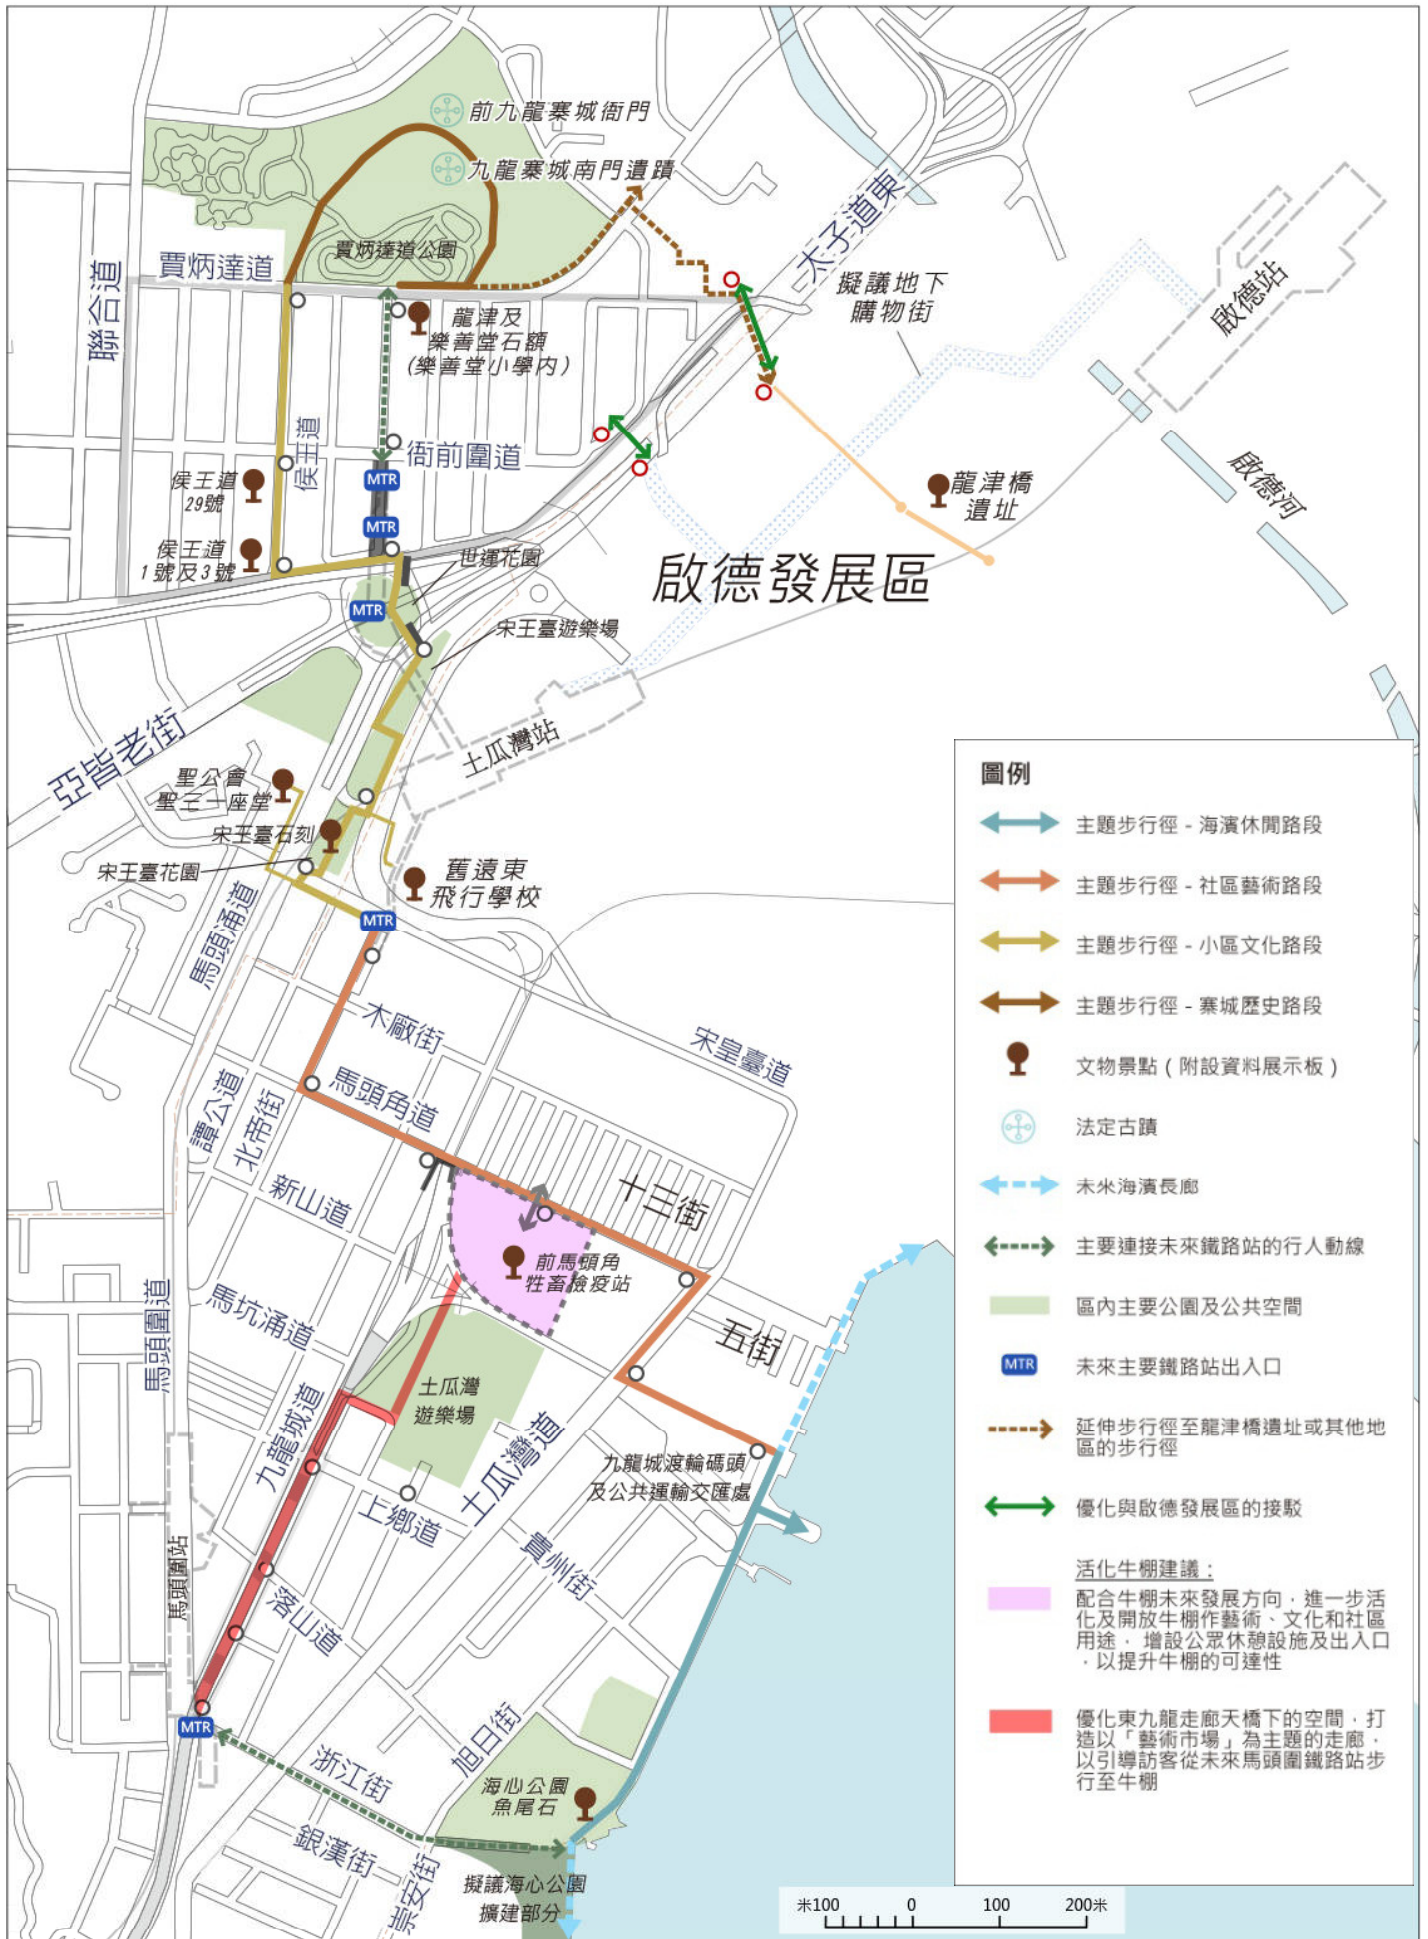 前九龍寨城衙門
九龍寨城南門遺蹟
太子道東
賈炳達道公園
賈炳達道
聯合道
擬議地下
購物街
啟德站
龍津及
樂善堂石額
(樂善堂小學內)
侯王道
衙前圍道
MTR
侯王道
29號
龍津橋
遺址
啟德河
MTR
侯王道
1號及3號
世運花園
啟德發展區
MTR
宋王臺遊樂場
亞皆老街
土瓜灣站
聖公會
聖三一座堂
宋王臺石刻
宋王臺花園
舊遠東
飛行學校
馬頭涌道
MTR
木廠街
宋皇臺道
馬頭角道
譚公道
北帝街
新山道
十三街
前馬頭角
牲畜檢疫站
馬頭圍道
馬坑涌道
五街
土瓜灣
遊樂場
九龍城道
土瓜灣道
九龍城渡輪碼頭
及公共運輸交匯處
上鄉道
貴州街
馬頭圍站
落山道
MTR
旭日街
浙江街
海心公園
魚尾石
銀漢街
崇安街
擬議海心公園
擴建部分
圖例
主題步行徑 - 海濱休閒路段
主題步行徑 - 社區藝術路段
主題步行徑 - 小區文化路段
主題步行徑 - 寨城歷史路段
文物景點 ( 附設資料展示板 )
法定古蹟
未來海濱長廊
主要連接未來鐵路站的行人動線
區內主要公園及公共空間
MTR 未來主要鐵路站出入口
延伸步行徑至龍津橋遺址或其他地
區的步行徑
優化與啟德發展區的接駁
活化牛棚建議：
配合牛棚未來發展方向，進一步活
化及開放牛棚作藝術、文化和社區
用途， 增設公眾休憩設施及出入口
，以提升牛棚的可達性
優化東九龍走廊天橋下的空間，打
造以「藝術市場」為主題的走廊，
以引導訪客從未來馬頭圍鐵路站步
行至牛棚
米100 0 100 200米